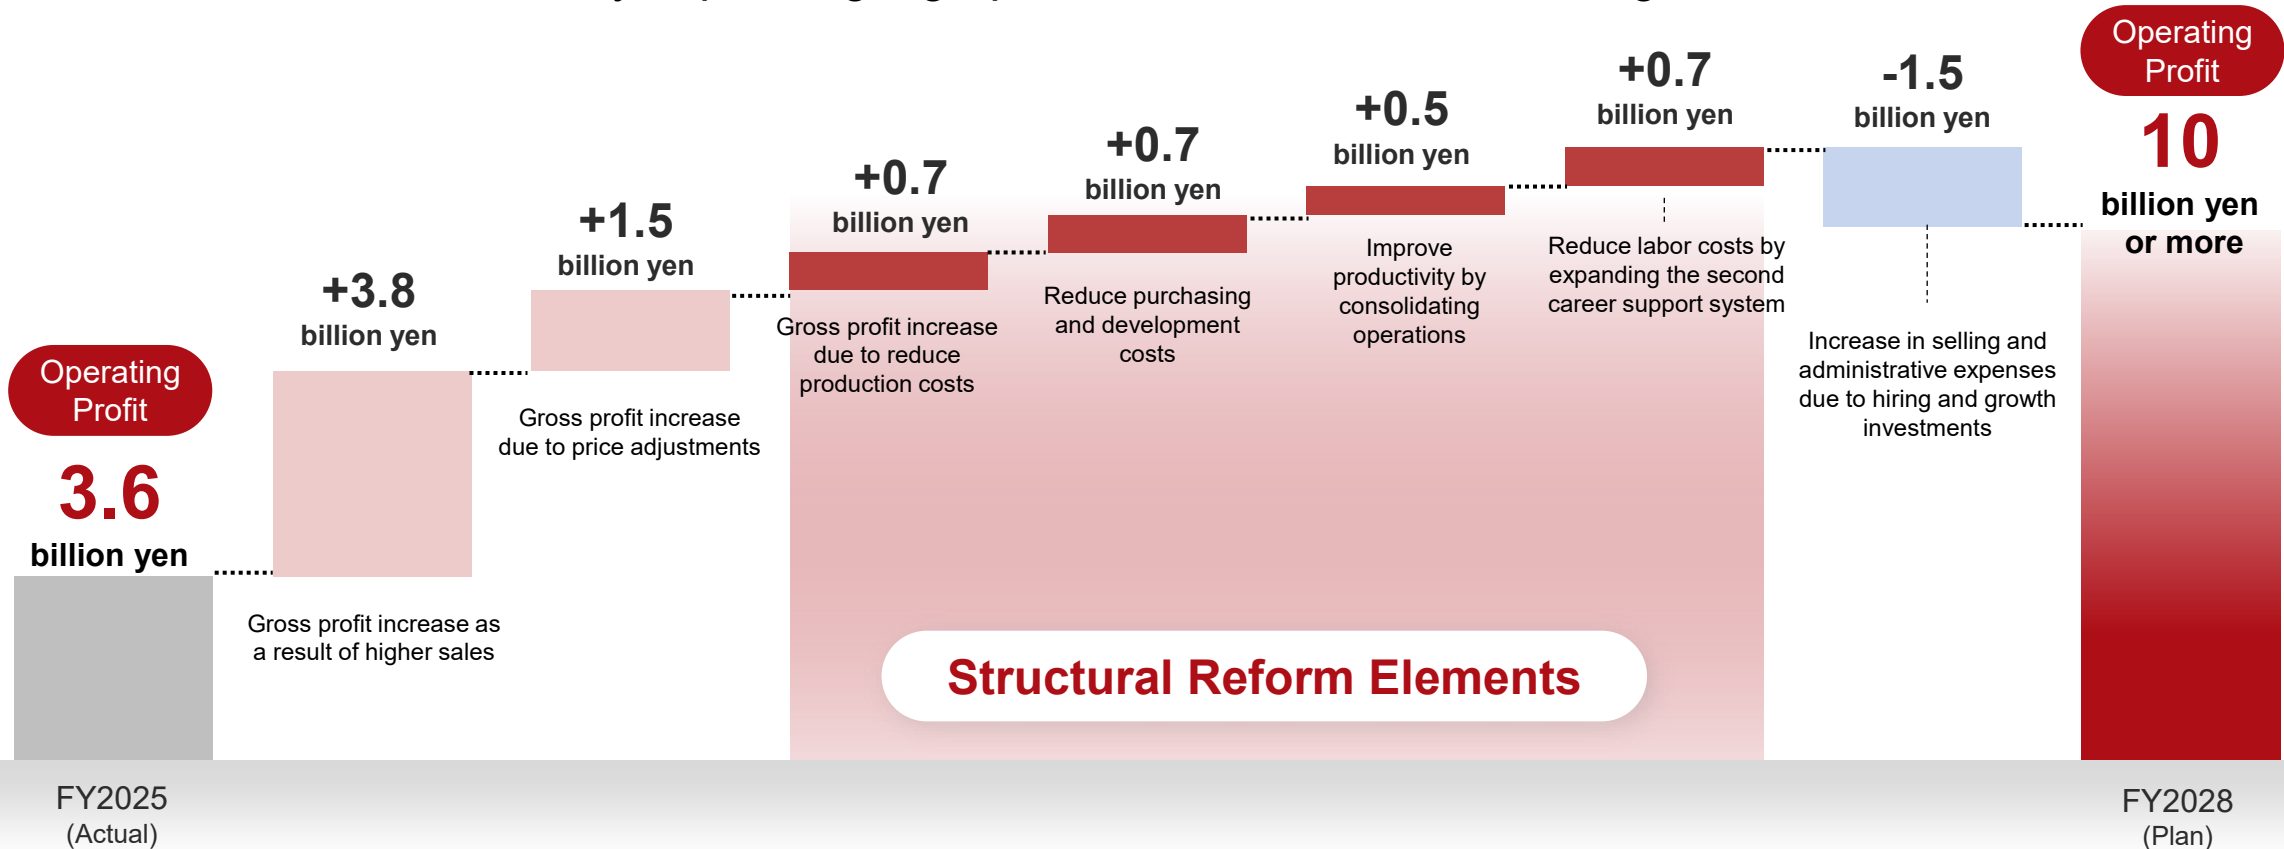 Operating
Profit
3.6
billion yen
+3.8
billion yen
Gross profit increase as
a result of higher sales
+1.5
billion yen
Gross profit increase
due to price adjustments
+0.7
billion yen
Gross profit increase
due to reduce
production costs
+0.7
billion yen
Reduce purchasing
and development
costs
+0.5
billion yen
Improve
productivity by
consolidating
operations
+0.7
billion yen
Reduce labor costs by
expanding the second
career support system
-1.5
billion yen
Increase in selling and
administrative expenses
due to hiring and growth
investments
Operating
Profit
10
billion yen
or more
Structural Reform Elements
FY2025
(Actual)
FY2028
(Plan)